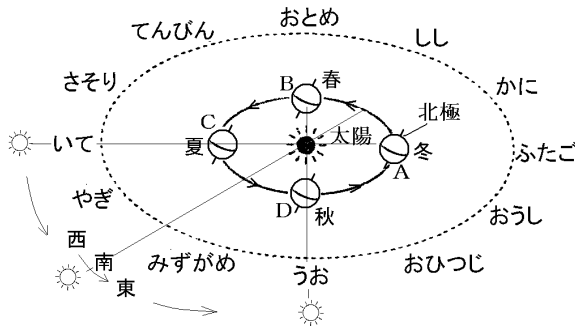 おとめ
てんびん
しし
さそり
かに
B
春
C
北極
いて
夏
太陽
冬
ふたご
A
やぎ
D
秋
おうし
西
南
東
みずがめ
うお
おひつじ